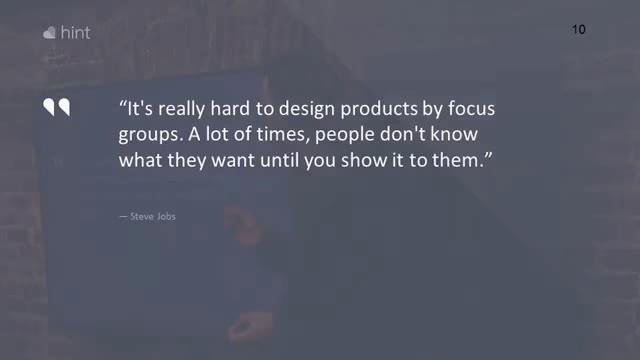 hint
10
“It's really hard to design products by focus
groups. A lot of times, people don't know
what they want until you show it to them.”
— Steve Jobs